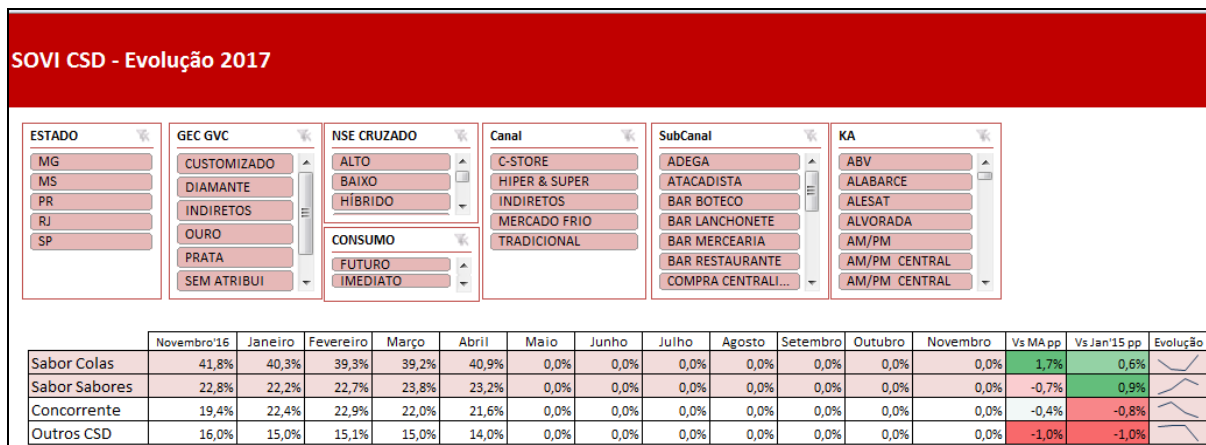 SOVI CSD - Evolução 2017
ESTADO
MG
MS
PR
RJ
SP
GEC GVC
CUSTOMIZADO
DIAMANTE
INDIRETOS
OURO
PRATA
SEM ATRIBUI
NSE CRUZADO
ALTO
BAIXO
HÍBRIDO
CONSUMO
FUTURO
IMEDIATO
Canal
C-STORE
HIPER & SUPER
INDIRETOS
MERCADO FRIO
TRADICIONAL
SubCanal
ADEGA
ATACADISTA
BAR BOTECO
BAR LANCHONETE
BAR MERCEARIA
BAR RESTAURANTE
COMPRA CENTRALI...
KA
ABV
ALABARCE
ALESAT
ALVORADA
AM/PM
AM/PM CENTRAL
AM/PM CENTRAL
Novembro'16 Janeiro Fevereiro Março Abril Maio Junho Julho Agosto Setembro Outubro Novembro Vs MA pp Vs Jan'15 pp Evolução
Sabor Colas 41,8% 40,3% 39,3% 39,2% 40,9% 0,0% 0,0% 0,0% 0,0% 0,0% 0,0% 0,0% 1,7% 0,6%
Sabor Sabores 22,8% 22,2% 22,7% 23,8% 23,2% 0,0% 0,0% 0,0% 0,0% 0,0% 0,0% 0,0% -0,7% 0,9%
Concorrente 19,4% 22,4% 22,9% 22,0% 21,6% 0,0% 0,0% 0,0% 0,0% 0,0% 0,0% 0,0% -0,4% -0,8%
Outros CSD 16,0% 15,0% 15,1% 15,0% 14,0% 0,0% 0,0% 0,0% 0,0% 0,0% 0,0% 0,0% -1,0% -1,0%